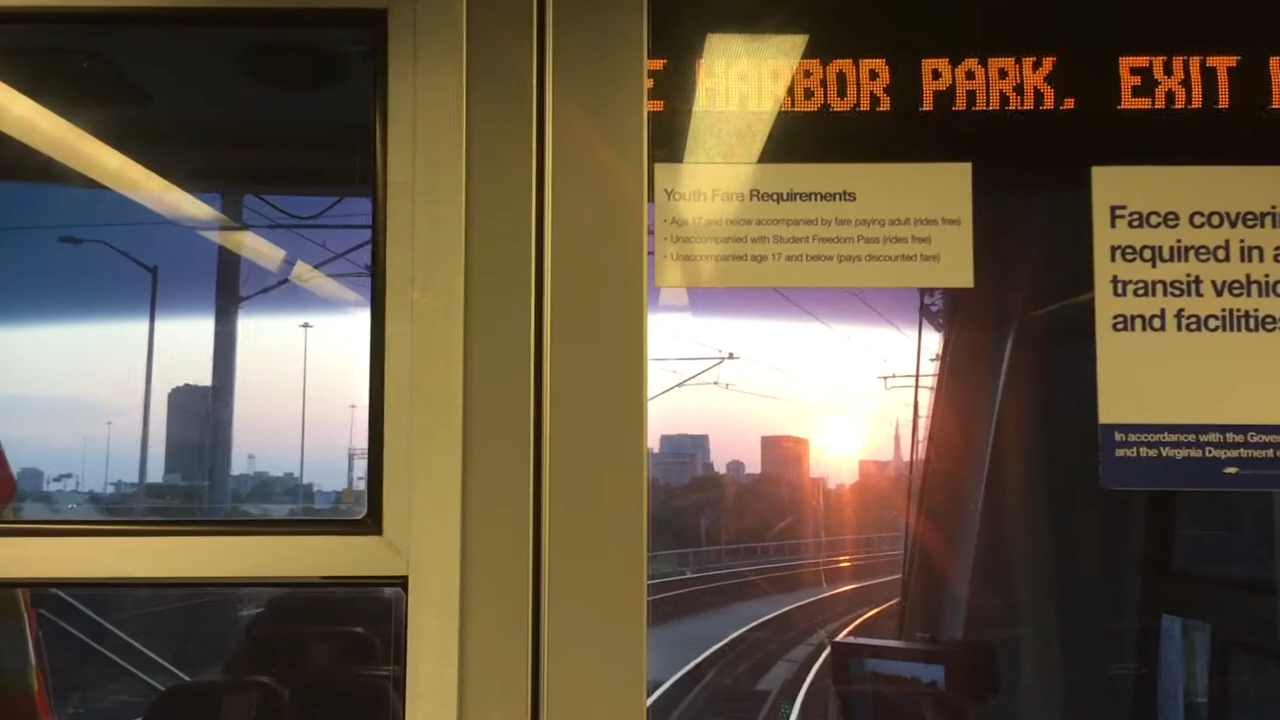 E HARBOR PARK. EXIT
Youth Fare Requirements
• Age 17 and below accompanied by fare paying adult (rides free)
• Unaccompanied with Student Freedom Pass (rides free)
• Unaccompanied age 17 and below (pays discounted fare)
Face coveri
required in a
transit vehic
and facilities
In accordance with the Gove
and the Virginia Department